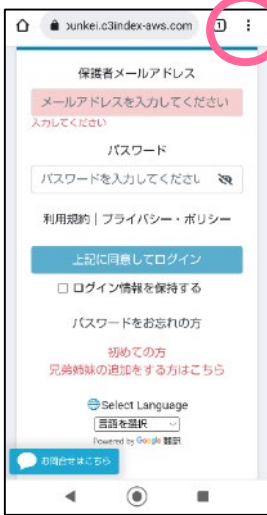 unkei.c3index-aws.com
1
保護者メールアドレス
メールアドレスを入力してください
入力してください
パスワード
パスワードを入力してくださし
利用規約 | プライバシー・ポリシー
上記に同意してログイン
ログイン情報を保持する
パスワードをお忘れの方
初めての方
兄弟姉妹の追加をする方はこちら
Select Language
言語を選択
Powered by Google 翻訳
お問合せはこちら